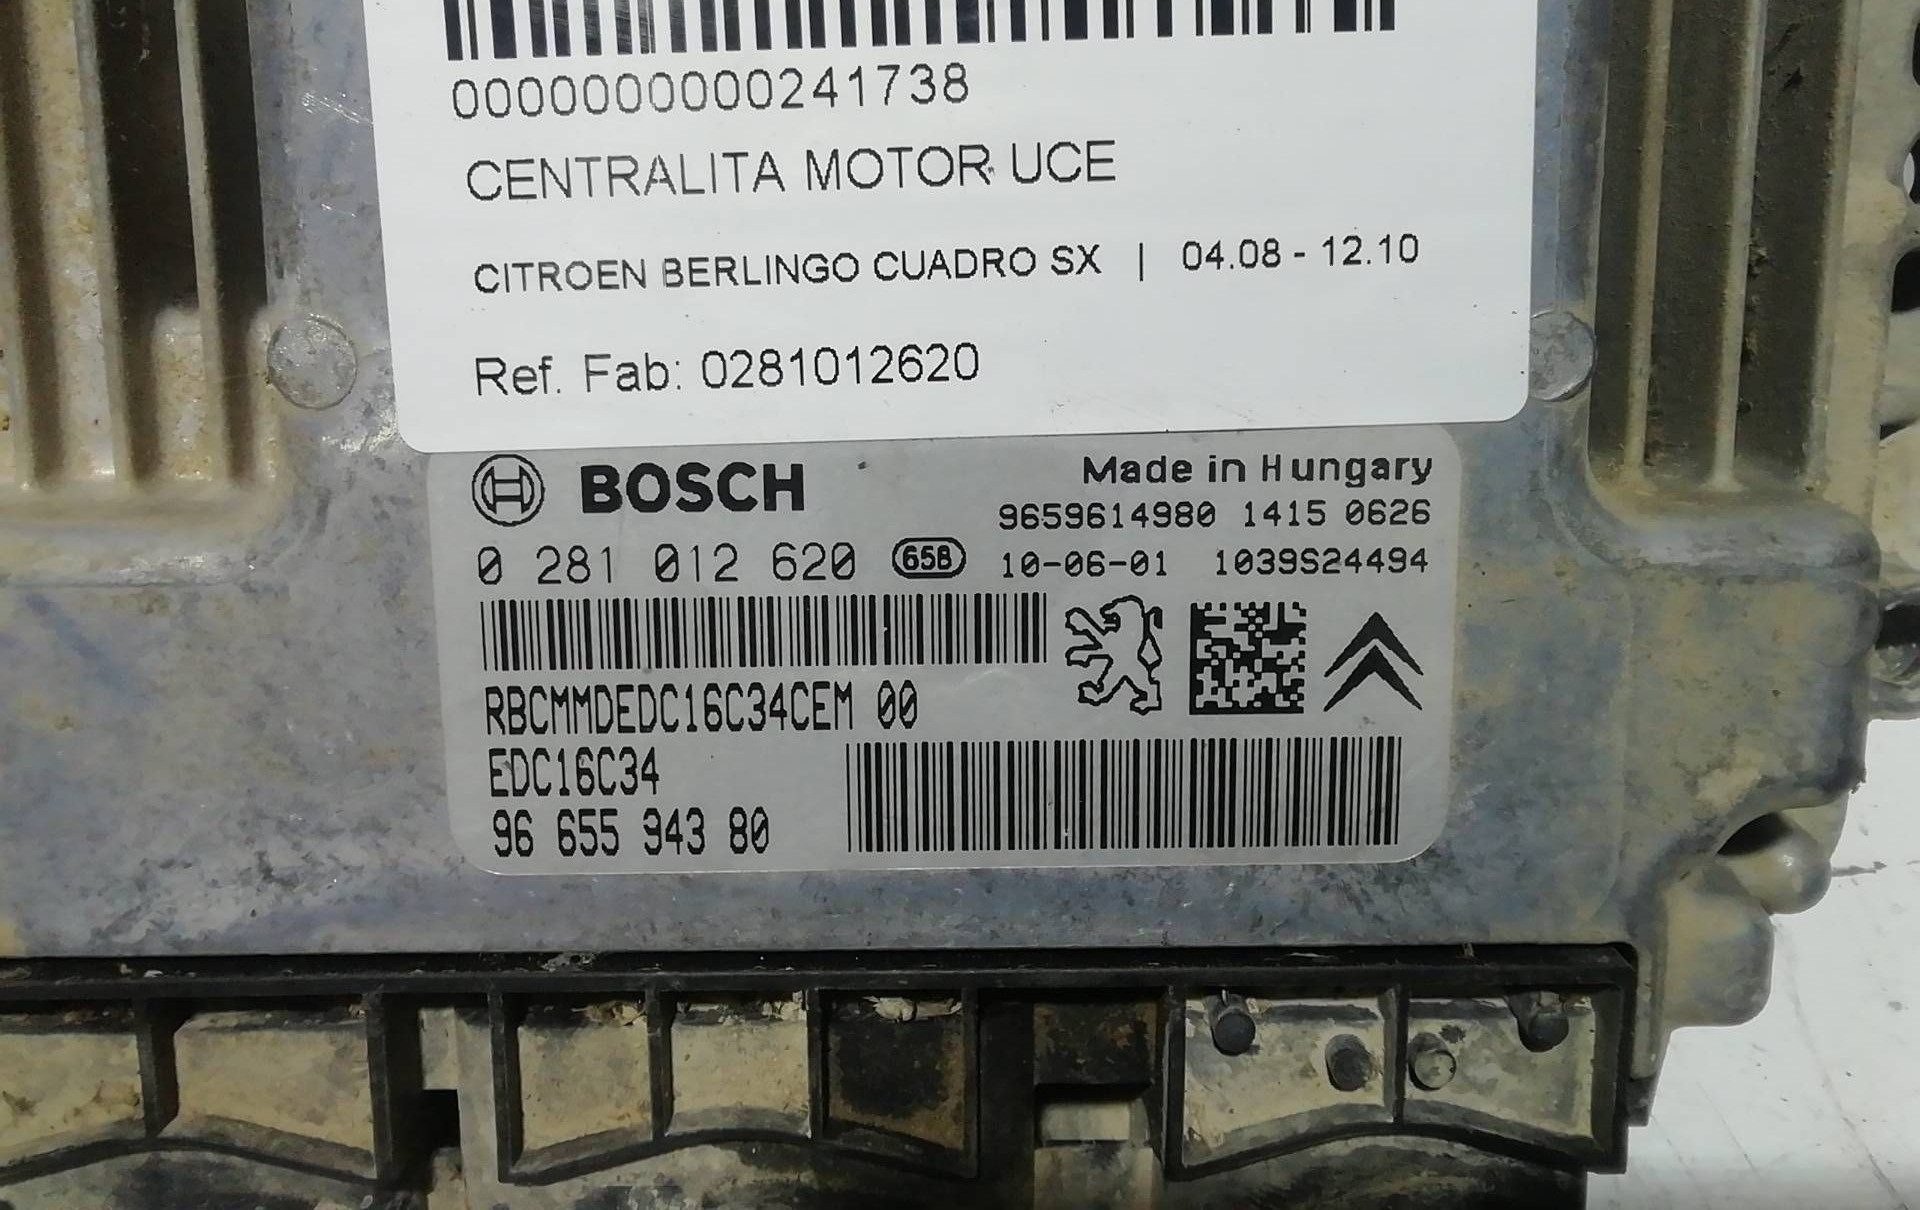 0000000000241738
CENTRALITA MOTOR UCE
CITROEN BERLINGO CUADRO SX | 04.08 - 12.10
Ref. Fab: 0281012620
BOSCH
Made in Hungary
9659614980 1415 0626
0 281 012 620 65B 10-06-01 1039S24494
RBCMMDEDC16C34CEM 00
EDC16C34
96 655 943 80